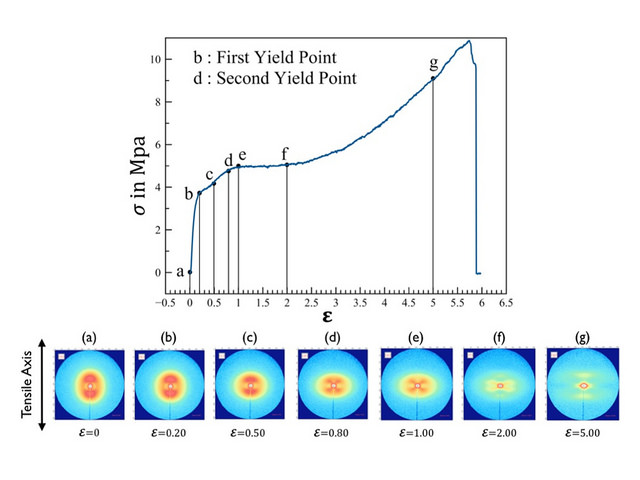 b : First Yield Point
d : Second Yield Point
σ in Mpa
10
8
6
4
2
0
a
b
c
d
e
f
g
−0.5 0 0.5 1 1.5 2 2.5 3 3.5 4 4.5 5 5.5 6 6.5
ε
Tensile Axis
(a) (b) (c) (d) (e) (f) (g)
ε=0 ε=0.20 ε=0.50 ε=0.80 ε=1.00 ε=2.00 ε=5.00